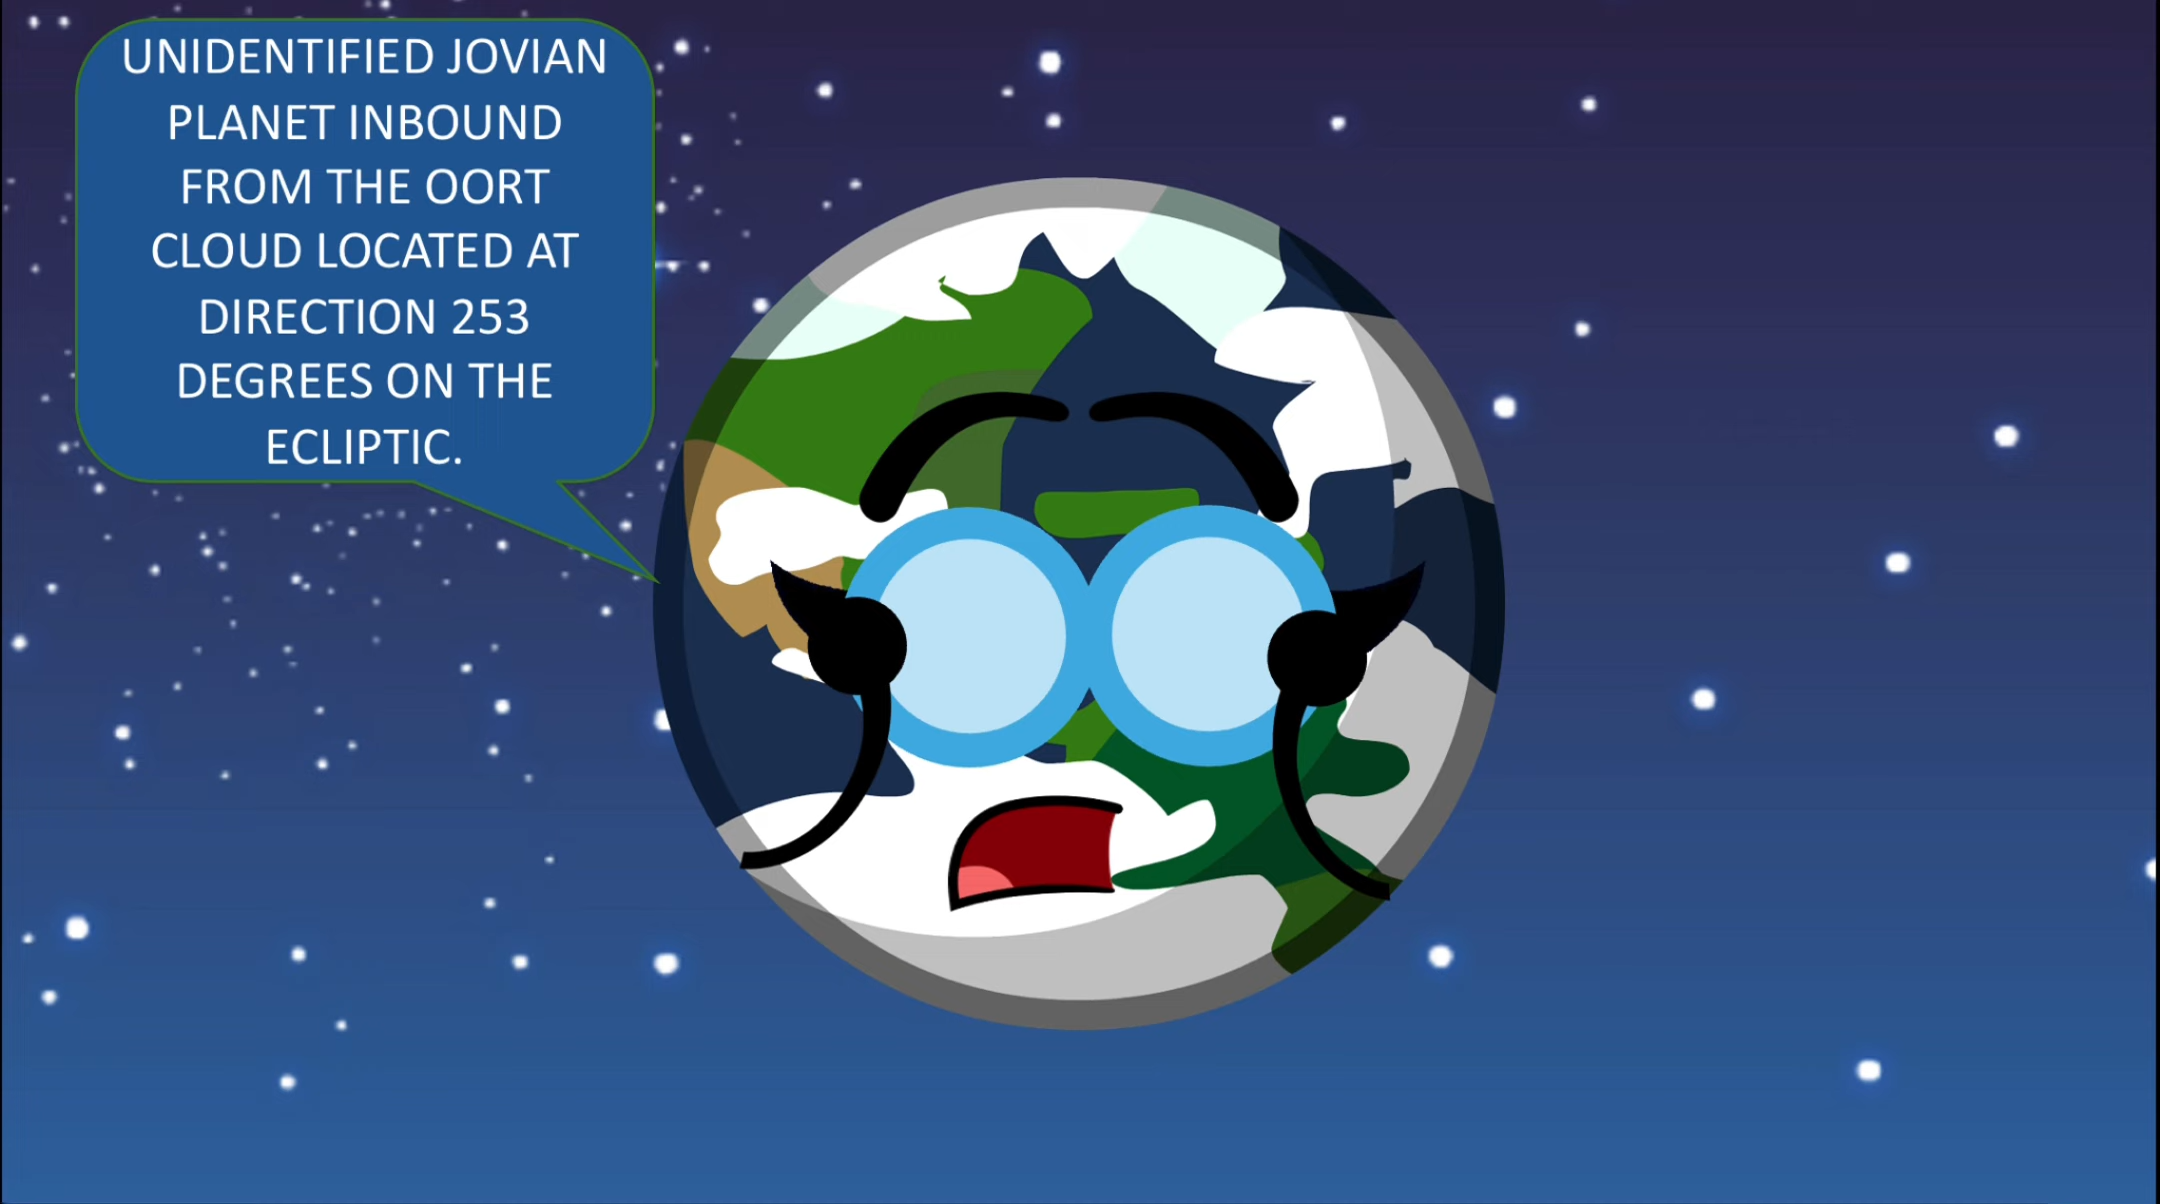 UNIDENTIFIED JOVIAN
PLANET INBOUND
FROM THE OORT
CLOUD LOCATED AT
DIRECTION 253
DEGREES ON THE
ECLIPTIC.